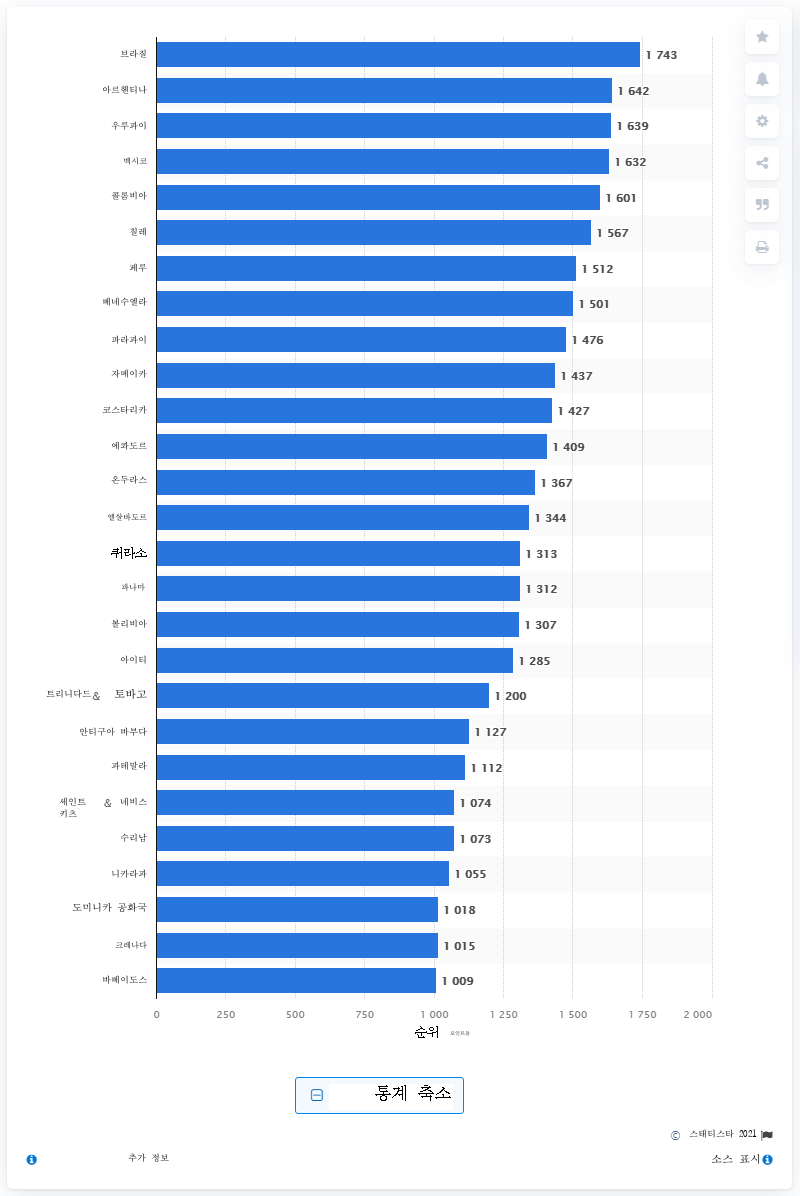 브라질 1 743
아르헨티나 1 642
우루과이 1 639
멕시코 1 632
콜롬비아 1 601
칠레 1 567
페루 1 512
베네수엘라 1 501
파라과이 1 476
자메이카 1 437
코스타리카 1 427
에콰도르 1 409
온두라스 1 367
엘살바도르 1 344
퀴라소 1 313
파나마 1 312
볼리비아 1 307
아이티 1 285
트리니다드 & 토바고 1 200
안티구아 바부다 1 127
과테말라 1 112
세인트 키츠 & 네비스 1 074
수리남 1 073
니카라과 1 055
도미니카 공화국 1 018
그레나다 1 015
바베이도스 1 009
0 250 500 750 1 000 1 250 1 500 1 750 2 000
순위 포인트들
통계 축소
© 스태티스타 2021
추가 정보 소스 표시